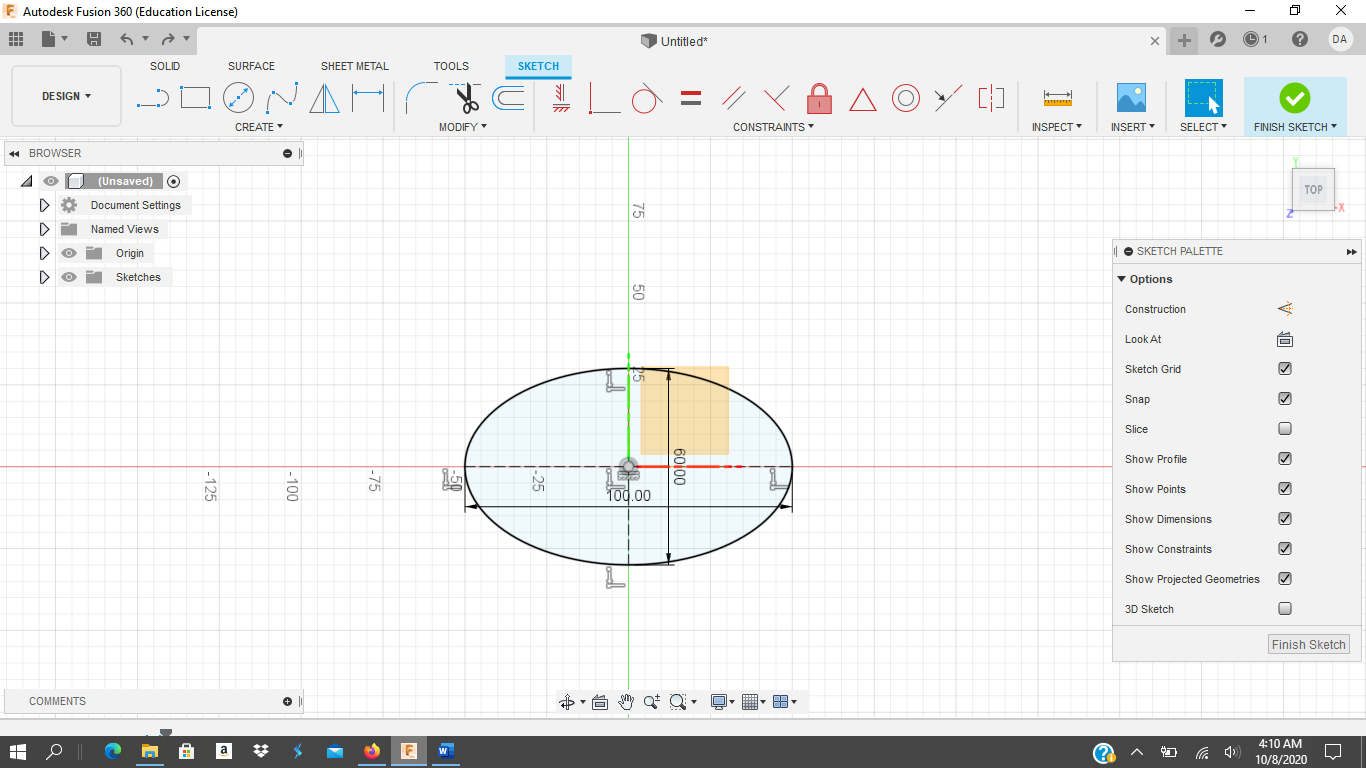 Autodesk Fusion 360 (Education License)
Untitled*
1
DA
SOLID
SURFACE
SHEET METAL
TOOLS
SKETCH
DESIGN
CREATE
MODIFY
CONSTRAINTS
INSPECT
INSERT
SELECT
FINISH SKETCH
BROWSER
(Unsaved)
Document Settings
Named Views
Origin
Sketches
75
50
25
-125
-100
-75
-50
-25
60.00
100.00
Y
TOP
Z
X
SKETCH PALETTE
Options
Construction
Look At
Sketch Grid
Snap
Slice
Show Profile
Show Points
Show Dimensions
Show Constraints
Show Projected Geometries
3D Sketch
Finish Sketch
COMMENTS
4:10 AM
10/8/2020